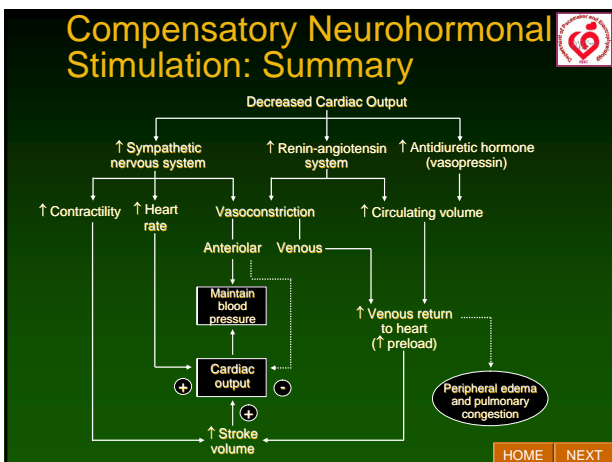 Compensatory Neurohormonal
Stimulation: Summary
Decreased Cardiac Output
↑ Sympathetic
nervous system
↑ Renin-angiotensin
system
↑ Antidiuretic hormone
(vasopressin)
↑ Contractility
↑ Heart
rate
Vasoconstriction
↑ Circulating volume
Anteriolar
Venous
Maintain
blood
pressure
↑ Venous return
to heart
(↑ preload)
Cardiac
output
+
-
+
Peripheral edema
and pulmonary
congestion
↑ Stroke
volume
HOME
NEXT